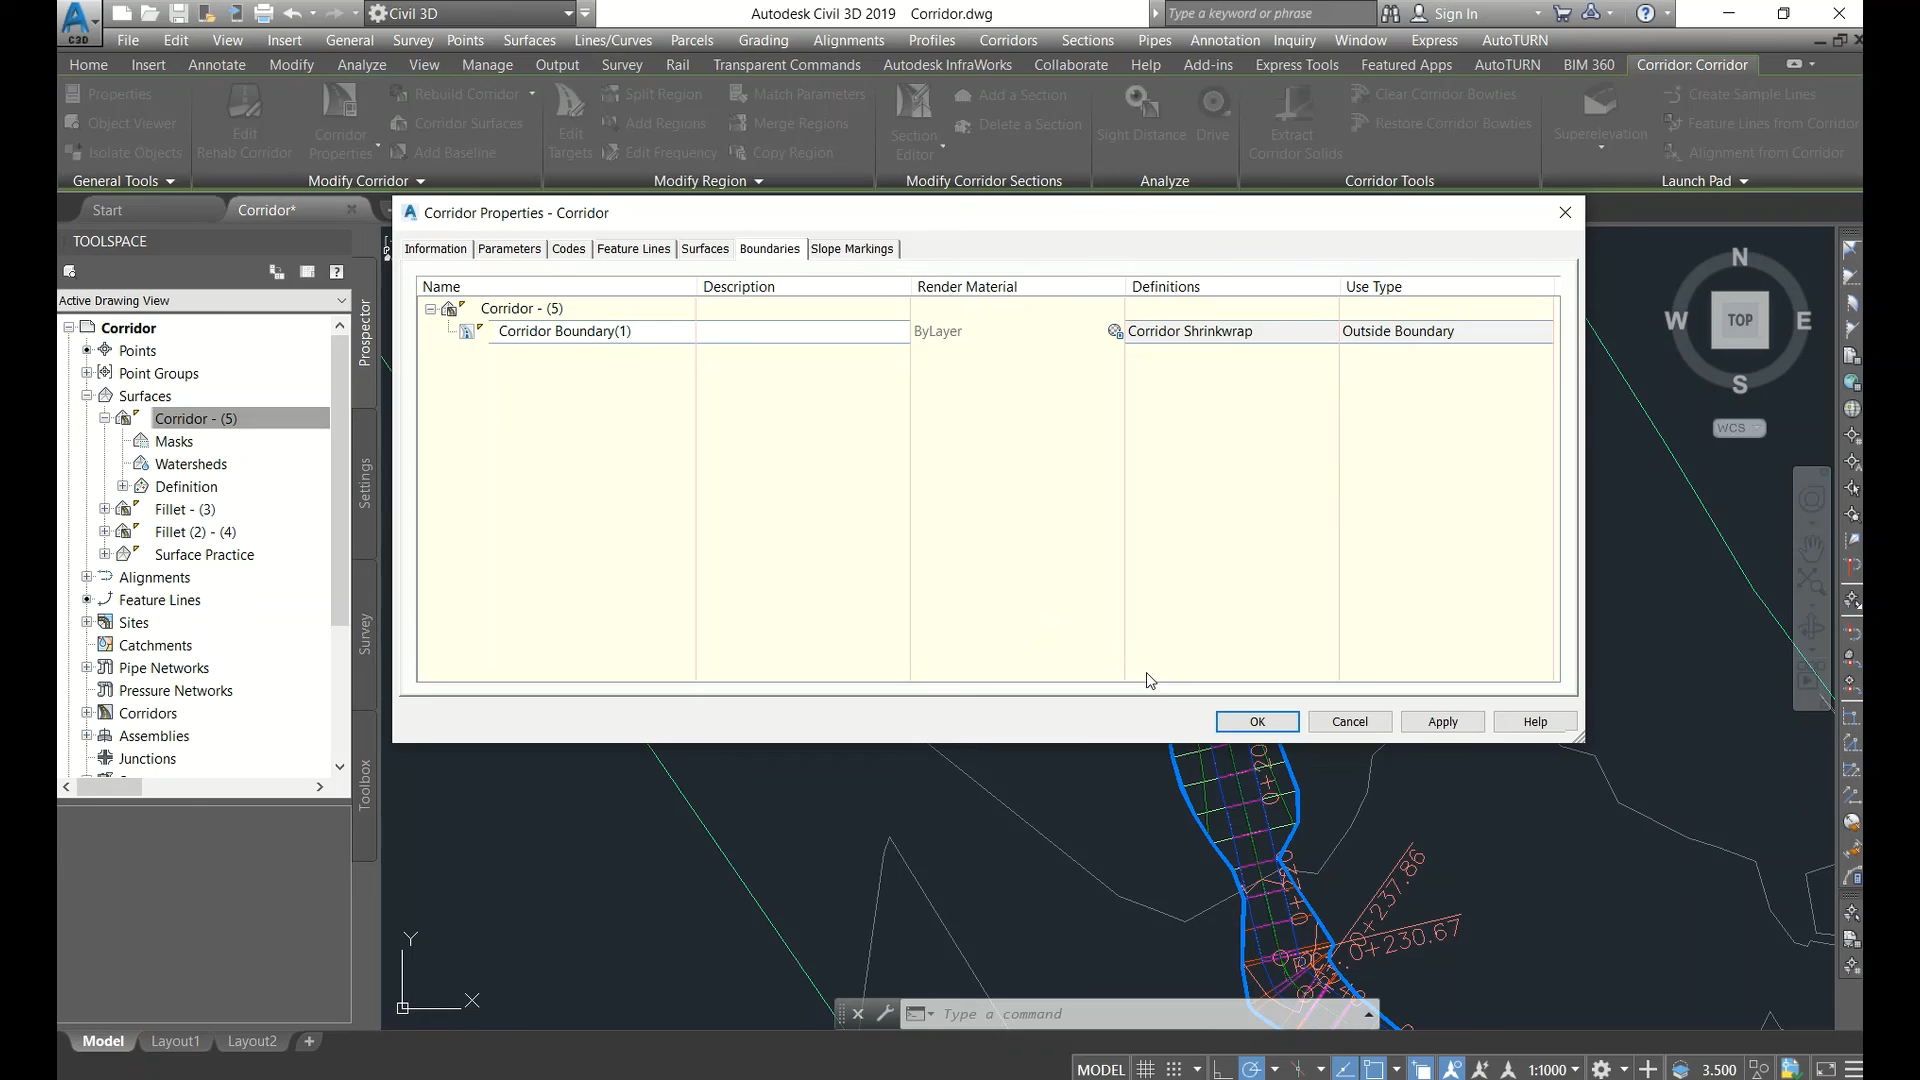 C3D
Civil 3D
Autodesk Civil 3D 2019 Corridor.dwg
Type a keyword or phrase
Sign In
File Edit View Insert General Survey Points Surfaces Lines/Curves Parcels Grading Alignments Profiles Corridors Sections Pipes Annotation Inquiry Window Express AutoTURN
Home Insert Annotate Modify Analyze View Manage Output Survey Rail Transparent Commands Autodesk InfraWorks Collaborate Help Add-ins Express Tools Featured Apps AutoTURN BIM 360 Corridor: Corridor
Properties
Object Viewer
Isolate Objects
General Tools
Edit
Rehab Corridor
Corridor
Properties
Rebuild Corridor
Corridor Surfaces
Add Baseline
Modify Corridor
Edit
Targets
Split Region
Add Regions
Edit Frequency
Match Parameters
Merge Regions
Copy Region
Modify Region
Section
Editor
Add a Section
Delete a Section
Modify Corridor Sections
Sight Distance
Drive
Analyze
Extract
Corridor Solids
Clear Corridor Bowties
Restore Corridor Bowties
Corridor Tools
Superelevation
Create Sample Lines
Feature Lines from Corridor
Alignment from Corridor
Launch Pad
Start
Corridor*
TOOLSPACE
Active Drawing View
Corridor
Points
Point Groups
Surfaces
Corridor - (5)
Masks
Watersheds
Definition
Fillet - (3)
Fillet (2) - (4)
Surface Practice
Alignments
Feature Lines
Sites
Catchments
Pipe Networks
Pressure Networks
Corridors
Assemblies
Junctions
Prospector
Settings
Survey
Toolbox
Corridor Properties - Corridor
Information Parameters Codes Feature Lines Surfaces Boundaries Slope Markings
Name Description Render Material Definitions Use Type
Corridor - (5)
Corridor Boundary(1) ByLayer Corridor Shrinkwrap Outside Boundary
OK Cancel Apply Help
N
W TOP E
S
WCS
0+237.86
0+230.67
Y
X
Type a command
Model Layout1 Layout2 +
MODEL 1:1000 3.500